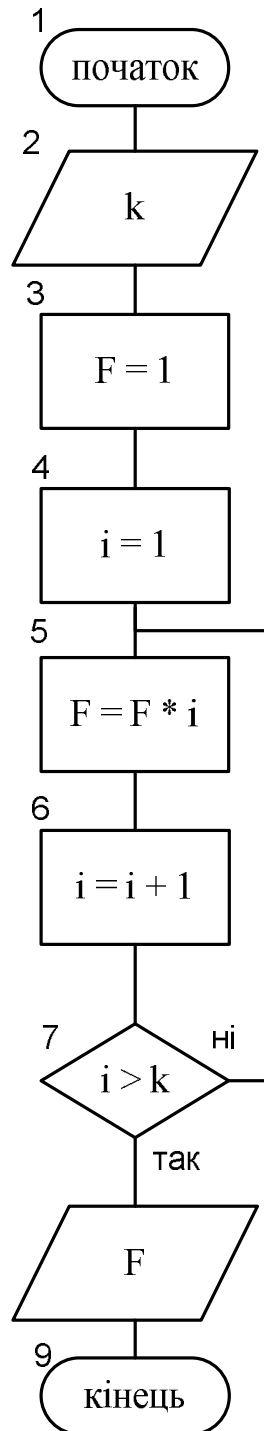 1
початок
2
k
3
F = 1
4
i = 1
5
F = F * i
6
i = i + 1
7
ні
i > k
так
F
9
кінець